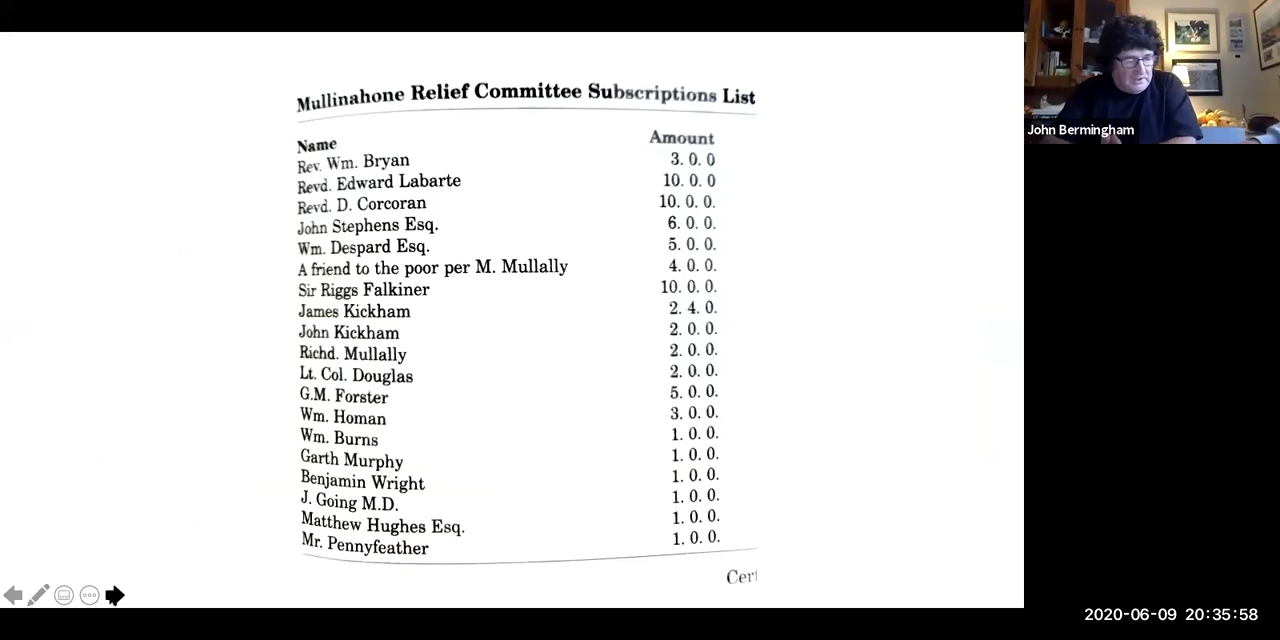 Mullinahone Relief Committee Subscriptions List
Name Amount
Rev. Wm. Bryan 3. 0. 0
Revd. Edward Labarte 10. 0. 0
Revd. D. Corcoran 10. 0. 0.
John Stephens Esq. 6. 0. 0.
Wm. Despard Esq. 5. 0. 0.
A friend to the poor per M. Mullally 4. 0. 0.
Sir Riggs Falkiner 10. 0. 0.
James Kickham 2. 4. 0.
John Kickham 2. 0. 0.
Richd. Mullally 2. 0. 0.
Lt. Col. Douglas 2. 0. 0.
G.M. Forster 5. 0. 0.
Wm. Homan 3. 0. 0.
Wm. Burns 1. 0. 0.
Garth Murphy 1. 0. 0.
Benjamin Wright 1. 0. 0.
J. Going M.D. 1. 0. 0.
Matthew Hughes Esq. 1. 0. 0.
Mr. Pennyfeather 1. 0. 0.
John Bermingham
2020-06-09 20:35:58